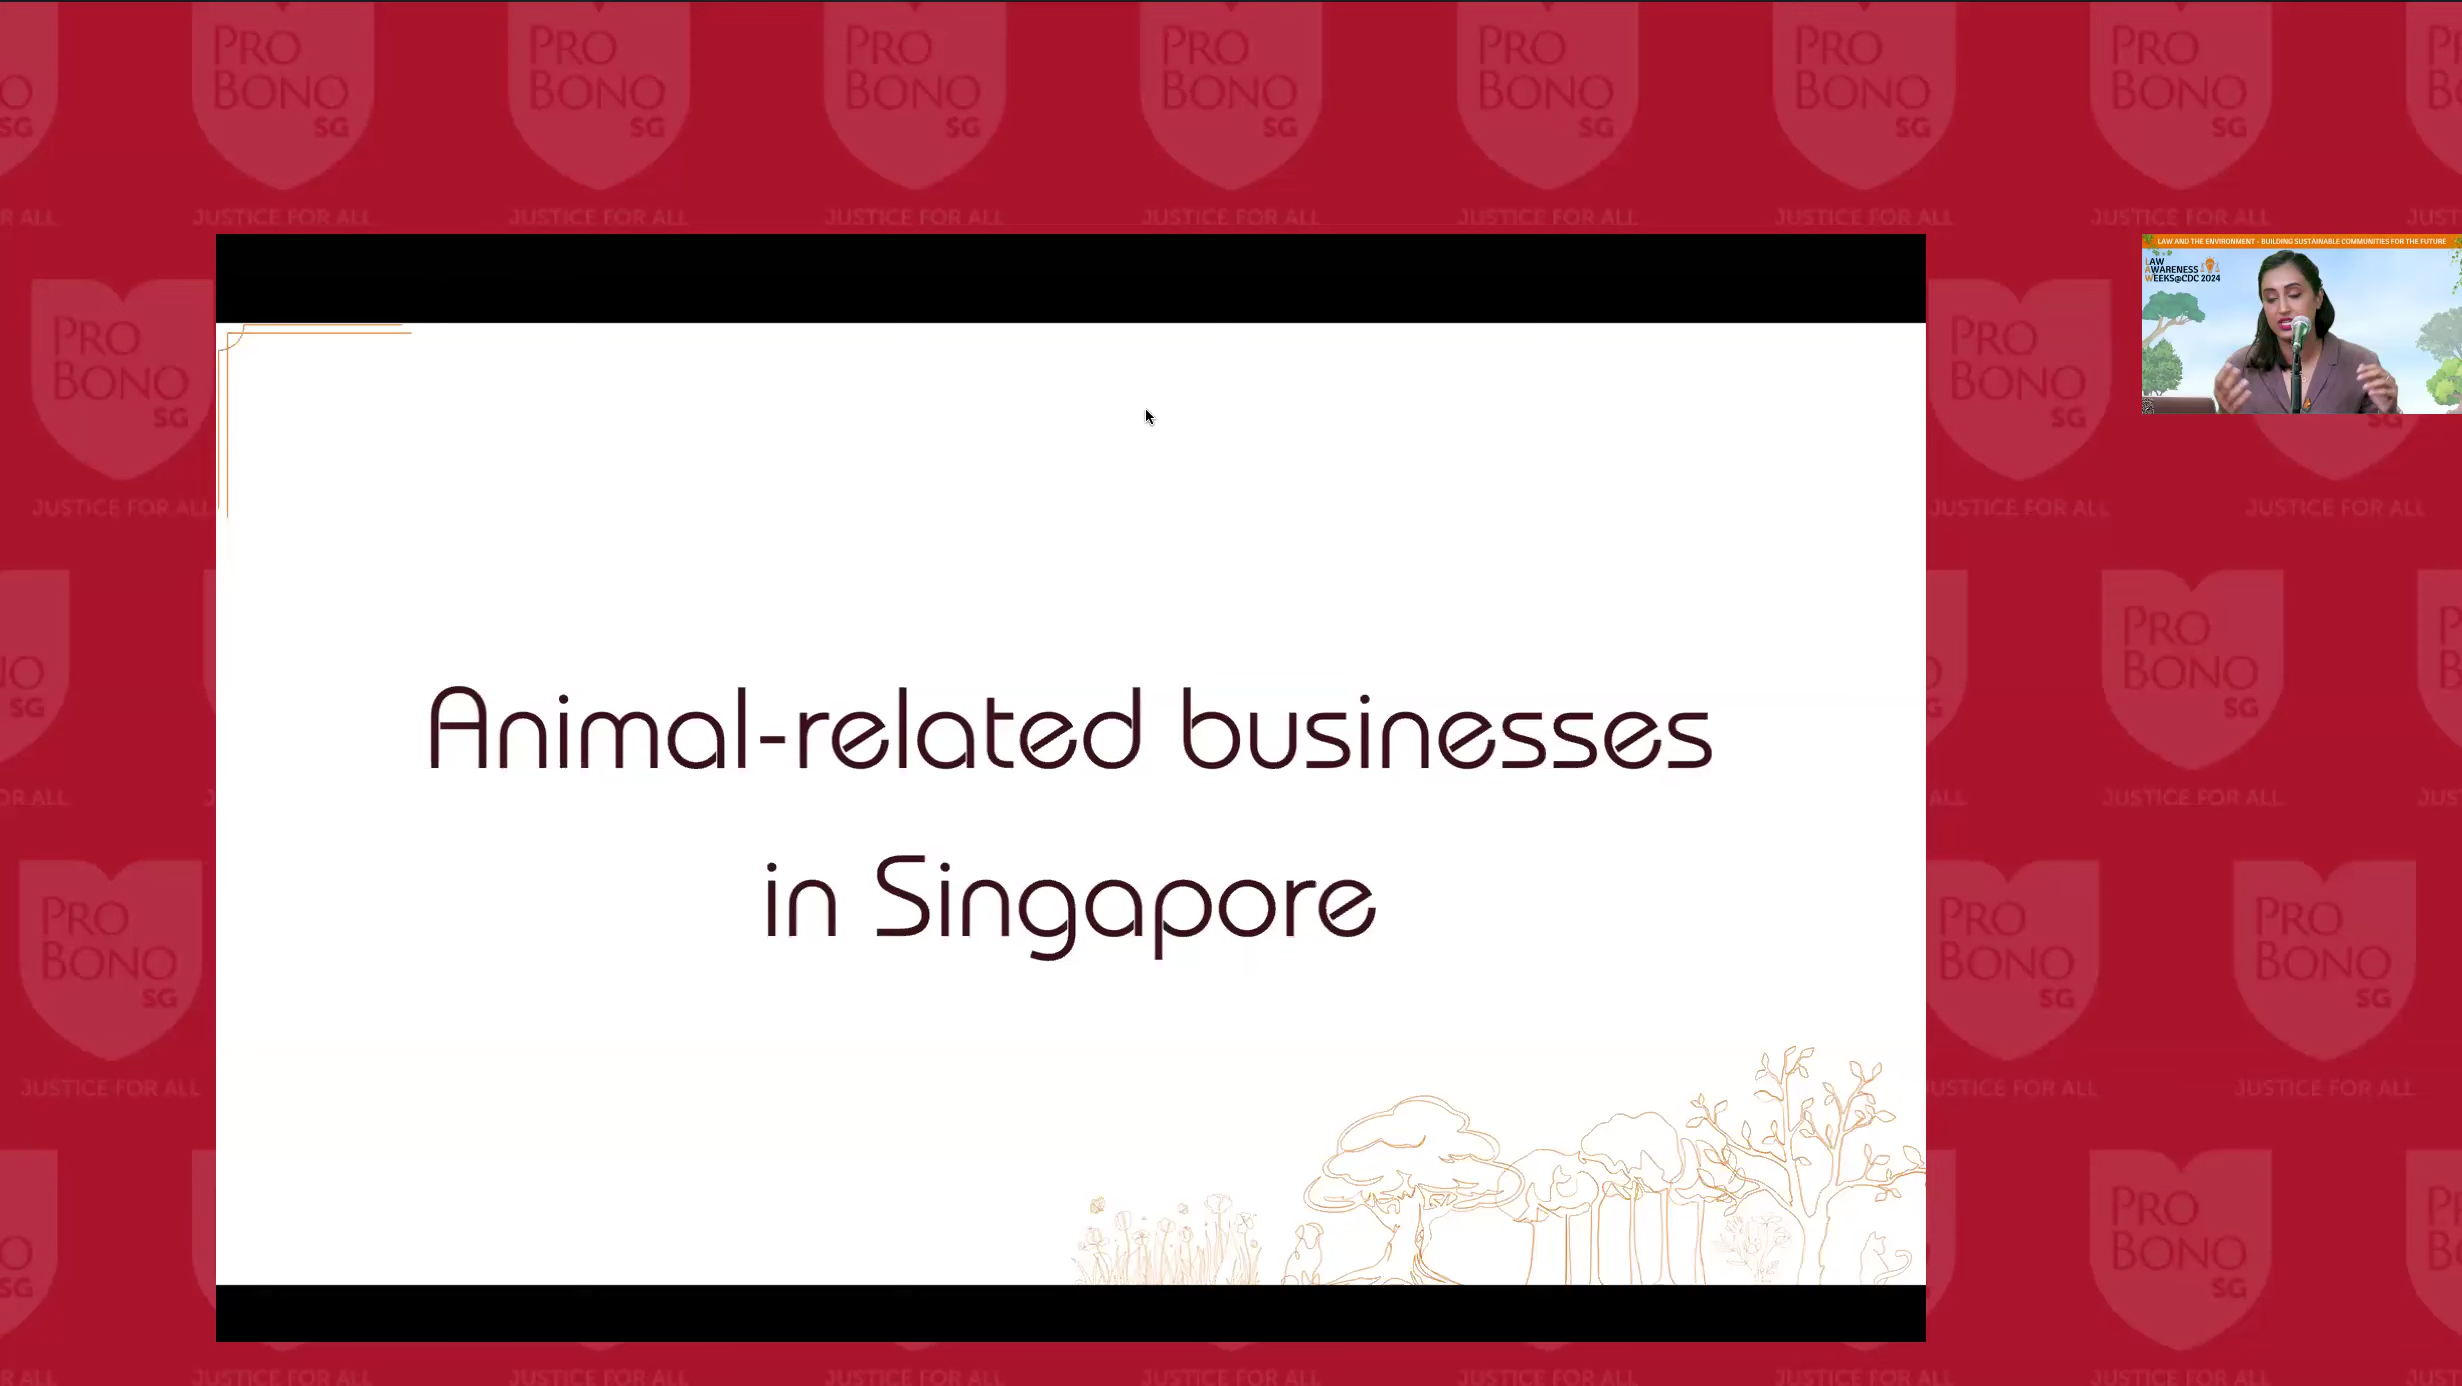 PRO
BONO
SG
JUSTICE FOR ALL
LAW AND THE ENVIRONMENT - BUILDING SUSTAINABLE COMMUNITIES FOR THE FUTURE
LAW
AWARENESS
WEEKS@CDC 2024
Animal-related businesses
in Singapore